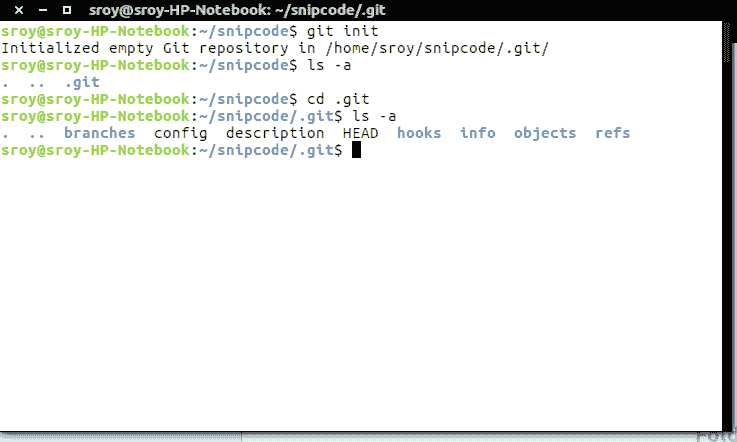 sroy@sroy-HP-Notebook: ~/snipcode/.git
sroy@sroy-HP-Notebook:~/snipcode$ git init
Initialized empty Git repository in /home/sroy/snipcode/.git/
sroy@sroy-HP-Notebook:~/snipcode$ ls -a
. .. .git
sroy@sroy-HP-Notebook:~/snipcode$ cd .git
sroy@sroy-HP-Notebook:~/snipcode/.git$ ls -a
. .. branches config description HEAD hooks info objects refs
sroy@sroy-HP-Notebook:~/snipcode/.git$